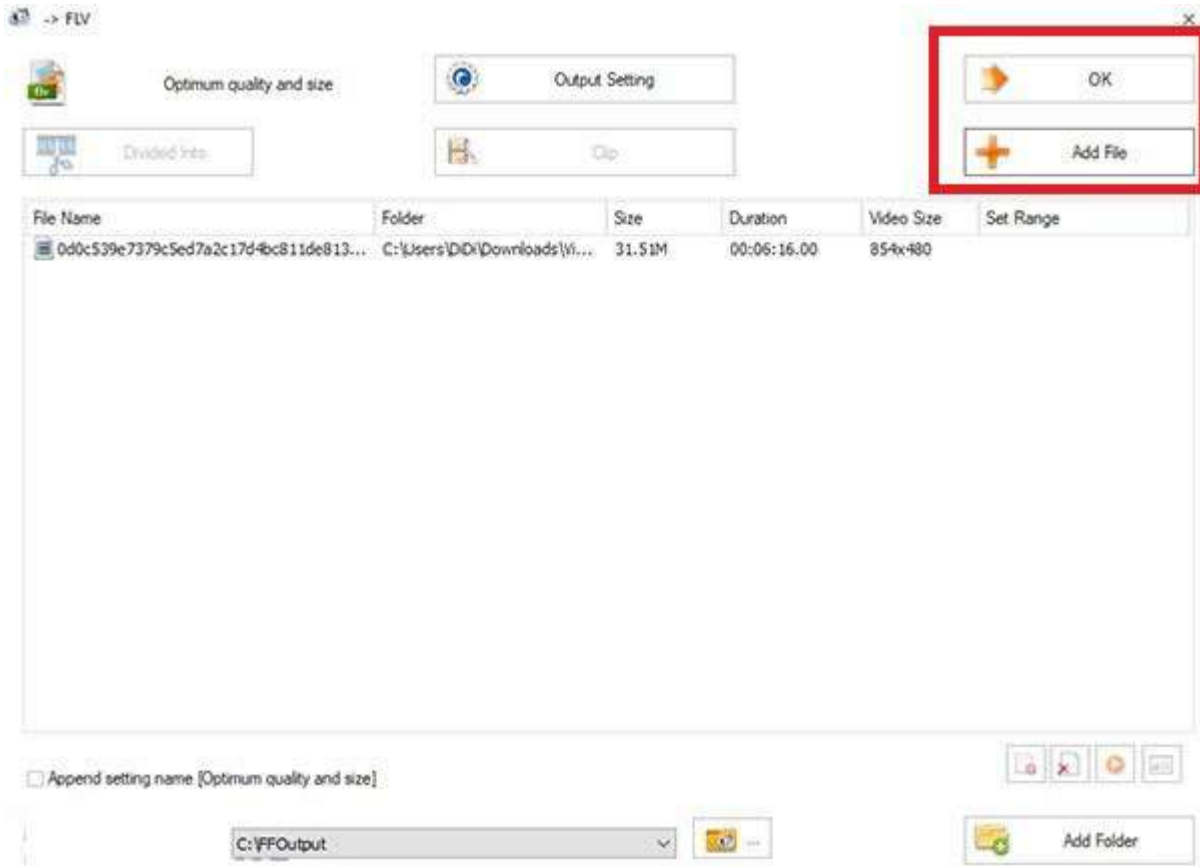 -> FLV
Optimum quality and size
Output Setting
OK
Divided Into
Clip
Add File
File Name Folder Size Duration Video Size Set Range
0d0c539e7379c5ed7a2c17d4bc811de813... C:\Users\DiDi\Downloads\Vi... 31.51M 00:06:16.00 854x480
Append setting name [Optimum quality and size]
C:\FFOutput
...
Add Folder